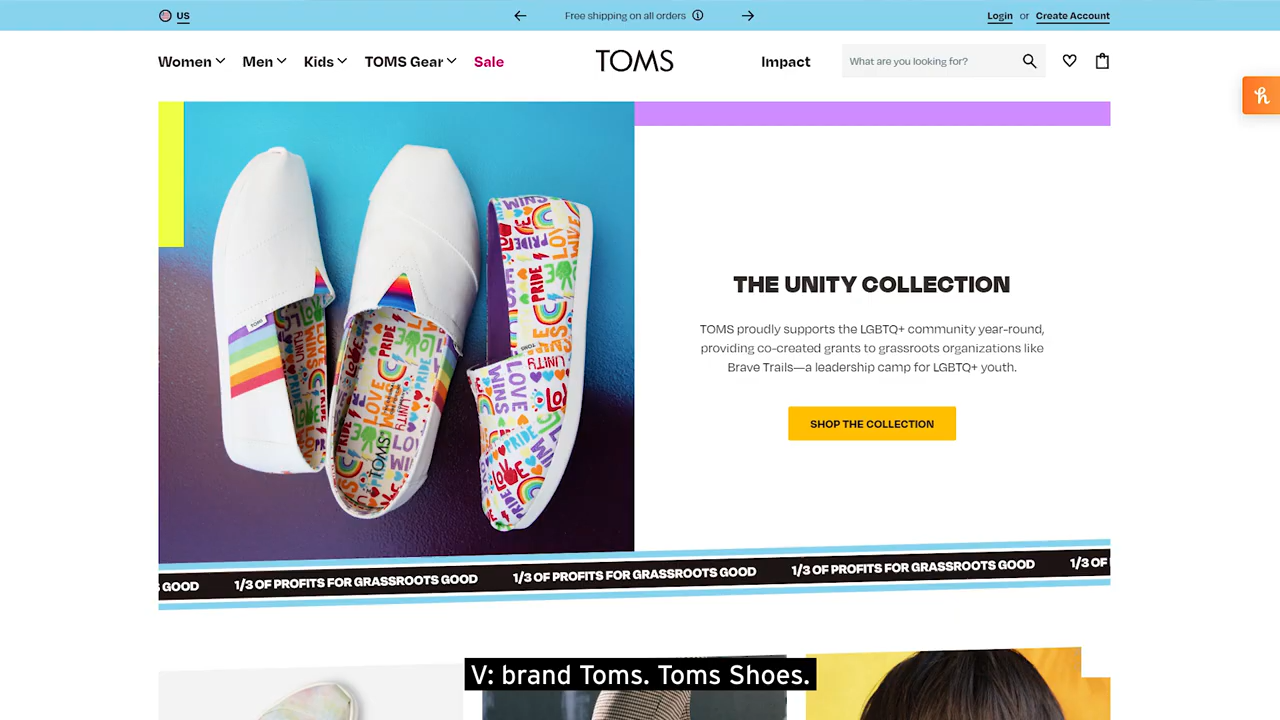 US
Free shipping on all orders
Login or Create Account
Women Men Kids TOMS Gear Sale
TOMS
Impact
What are you looking for?
THE UNITY COLLECTION
TOMS proudly supports the LGBTQ+ community year-round,
providing co-created grants to grassroots organizations like
Brave Trails—a leadership camp for LGBTQ+ youth.
SHOP THE COLLECTION
GOOD 1/3 OF PROFITS FOR GRASSROOTS GOOD 1/3 OF PROFITS FOR GRASSROOTS GOOD 1/3 OF PROFITS FOR GRASSROOTS GOOD 1/3 OF
V: brand Toms. Toms Shoes.